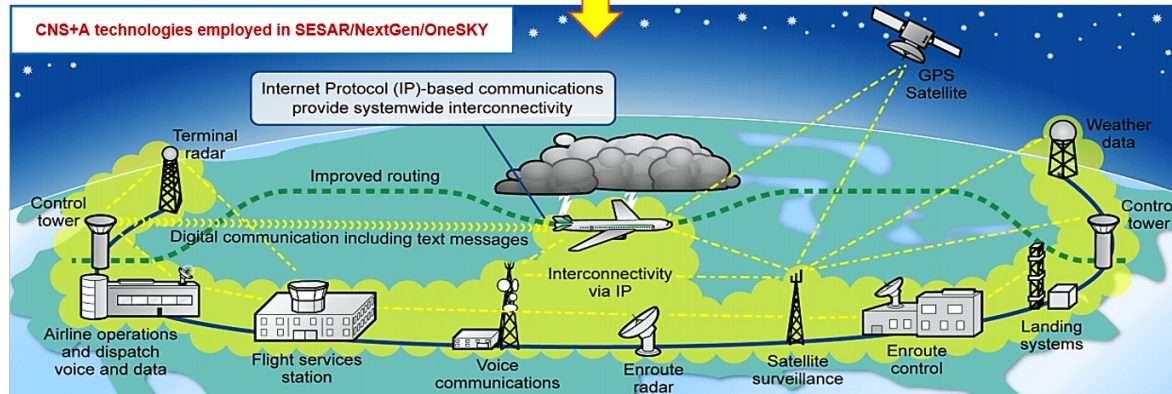 CNS+A technologies employed in SESAR/NextGen/OneSKY
Internet Protocol (IP)-based communications
provide systemwide interconnectivity
GPS
Satellite
Terminal
radar
Weather
data
Improved routing
Control
tower
Control
tower
Digital communication including text messages
Interconnectivity
via IP
Airline operations
and dispatch
voice and data
Flight services
station
Voice
communications
Enroute
radar
Satellite
surveillance
Enroute
control
Landing
systems